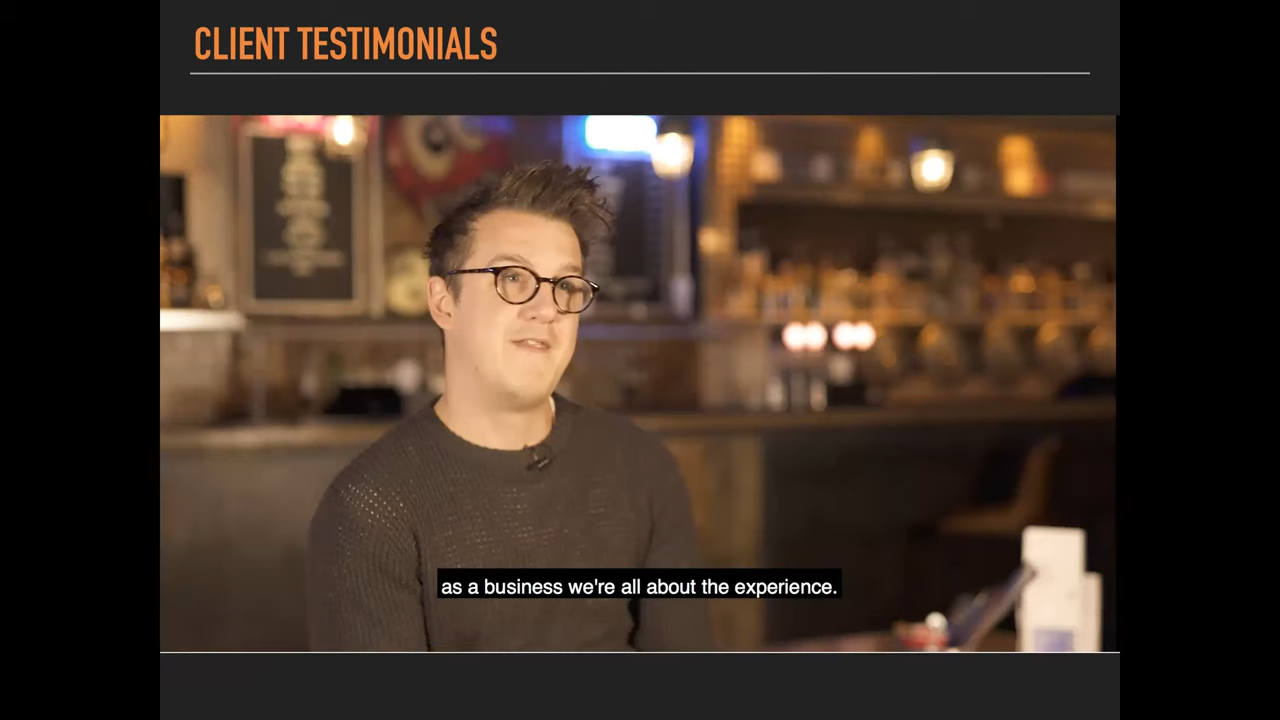 CLIENT TESTIMONIALS
as a business we're all about the experience.